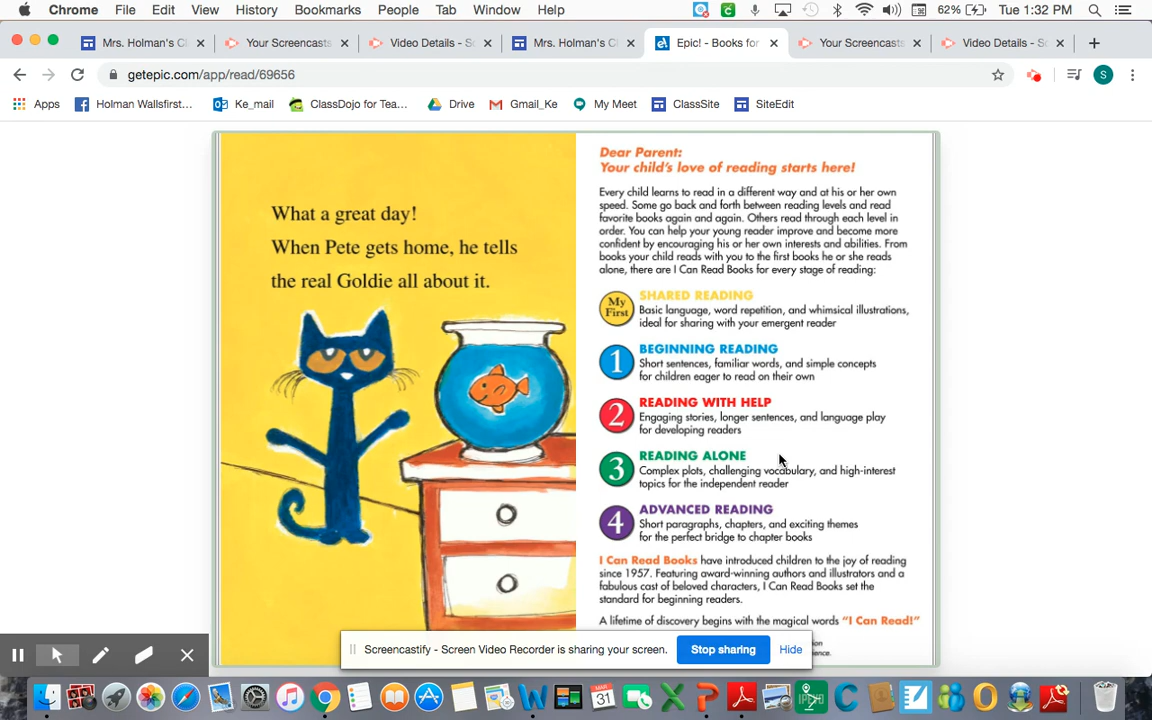 Chrome File Edit View History Bookmarks People Tab Window Help 62% Tue 1:32 PM
Mrs. Holman's Cl Your Screencasts Video Details - Sc Mrs. Holman's C Epic! - Books for Your Screencasts Video Details - Sc
getepic.com/app/read/69656 S
Apps Holman Wallsfirst... Ke_mail ClassDojo for Tea... Drive Gmail_Ke My Meet ClassSite SiteEdit
What a great day!
When Pete gets home, he tells
the real Goldie all about it.
Dear Parent:
Your child's love of reading starts here!
Every child learns to read in a different way and at his or her own
speed. Some go back and forth between reading levels and read
favorite books again and again. Others read through each level in
order. You can help your young reader improve and become more
confident by encouraging his or her own interests and abilities. From
books your child reads with you to the first books he or she reads
alone, there are I Can Read Books for every stage of reading:
My First
SHARED READING
Basic language, word repetition, and whimsical illustrations,
ideal for sharing with your emergent reader
1
BEGINNING READING
Short sentences, familiar words, and simple concepts
for children eager to read on their own
2
READING WITH HELP
Engaging stories, longer sentences, and language play
for developing readers
3
READING ALONE
Complex plots, challenging vocabulary, and high-interest
topics for the independent reader
4
ADVANCED READING
Short paragraphs, chapters, and exciting themes
for the perfect bridge to chapter books
I Can Read Books have introduced children to the joy of reading
since 1957. Featuring award-winning authors and illustrators and a
fabulous cast of beloved characters, I Can Read Books set the
standard for beginning readers.
A lifetime of discovery begins with the magical words "I Can Read!"
Screencastify - Screen Video Recorder is sharing your screen. Stop sharing Hide
MAR
31